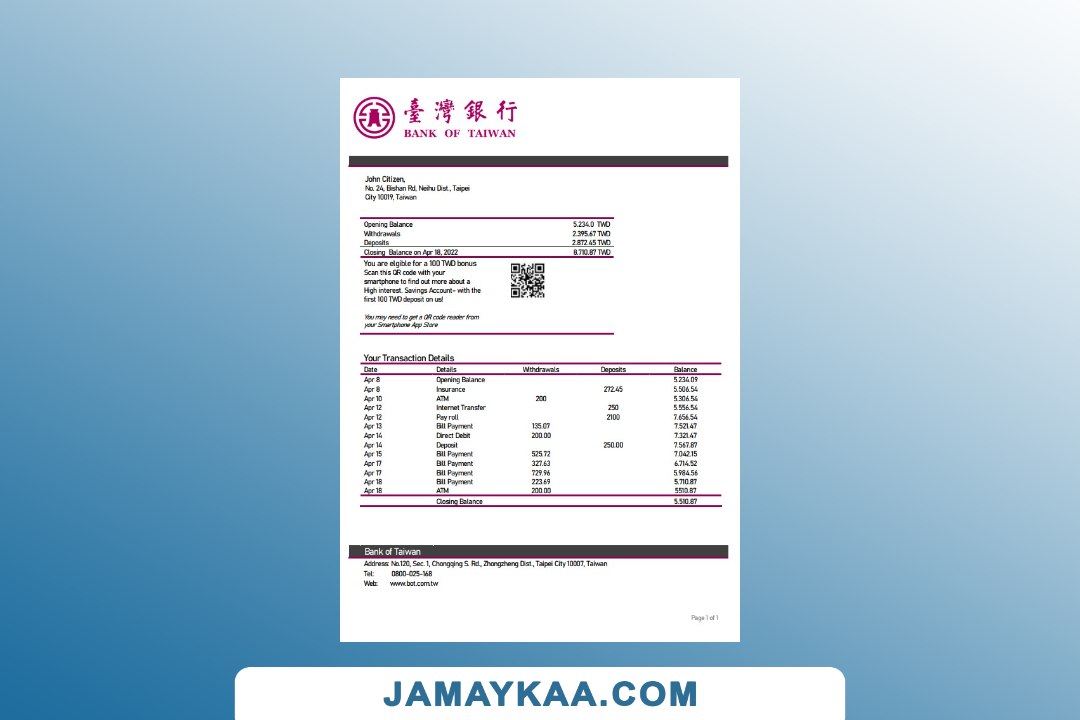 臺灣銀行
BANK OF TAIWAN
John Citizen,
No. 24, Bishan Rd, Neihu Dist., Taipei
City 10019, Taiwan
Opening Balance 5.234.0 TWD
Withdrawals 2.395.67 TWD
Deposits 2.872.45 TWD
Closing Balance on Apr 18, 2022 8.710.87 TWD
You are eligible for a 100 TWD bonus
Scan this QR code with your
smartphone to find out more about a
High interest. Savings Account- with the
first 100 TWD deposit on us!
You may need to get a QR code reader from
your Smartphone App Store
Your Transaction Details
Date Details Withdrawals Deposits Balance
Apr 8 Opening Balance 5.234.09
Apr 8 Insurance 272.45 5.506.54
Apr 10 ATM 200 5.306.54
Apr 12 Internet Transfer 250 5.556.54
Apr 12 Pay roll 2100 7.656.54
Apr 13 Bill Payment 135.07 7.521.47
Apr 14 Direct Debit 200.00 7.321.47
Apr 14 Deposit 250.00 7.567.87
Apr 15 Bill Payment 525.72 7.042.15
Apr 17 Bill Payment 327.63 6.714.52
Apr 17 Bill Payment 729.96 5.984.56
Apr 18 Bill Payment 223.69 5.710.87
Apr 18 ATM 200.00 5510.87
Closing Balance 5.510.87
Bank of Taiwan
Address: No.120, Sec. 1, Chongqing S. Rd., Zhongzheng Dist., Taipei City 10007, Taiwan
Tel: 0800-025-168
Web: www.bot.com.tw
Page 1 of 1
JAMAYKAA.COM